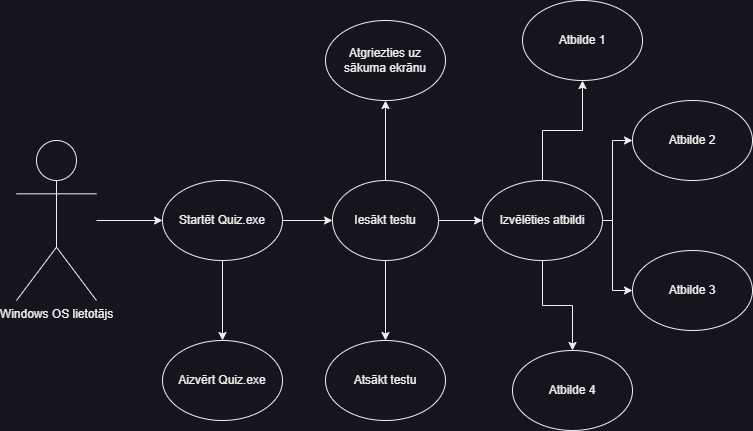 Atbilde 1
Atgriezties uz
sākuma ekrānu
Atbilde 2
Startēt Quiz.exe
Iesākt testu
Izvēlēties atbildi
Atbilde 3
Windows OS lietotājs
Aizvērt Quiz.exe
Atsākt testu
Atbilde 4